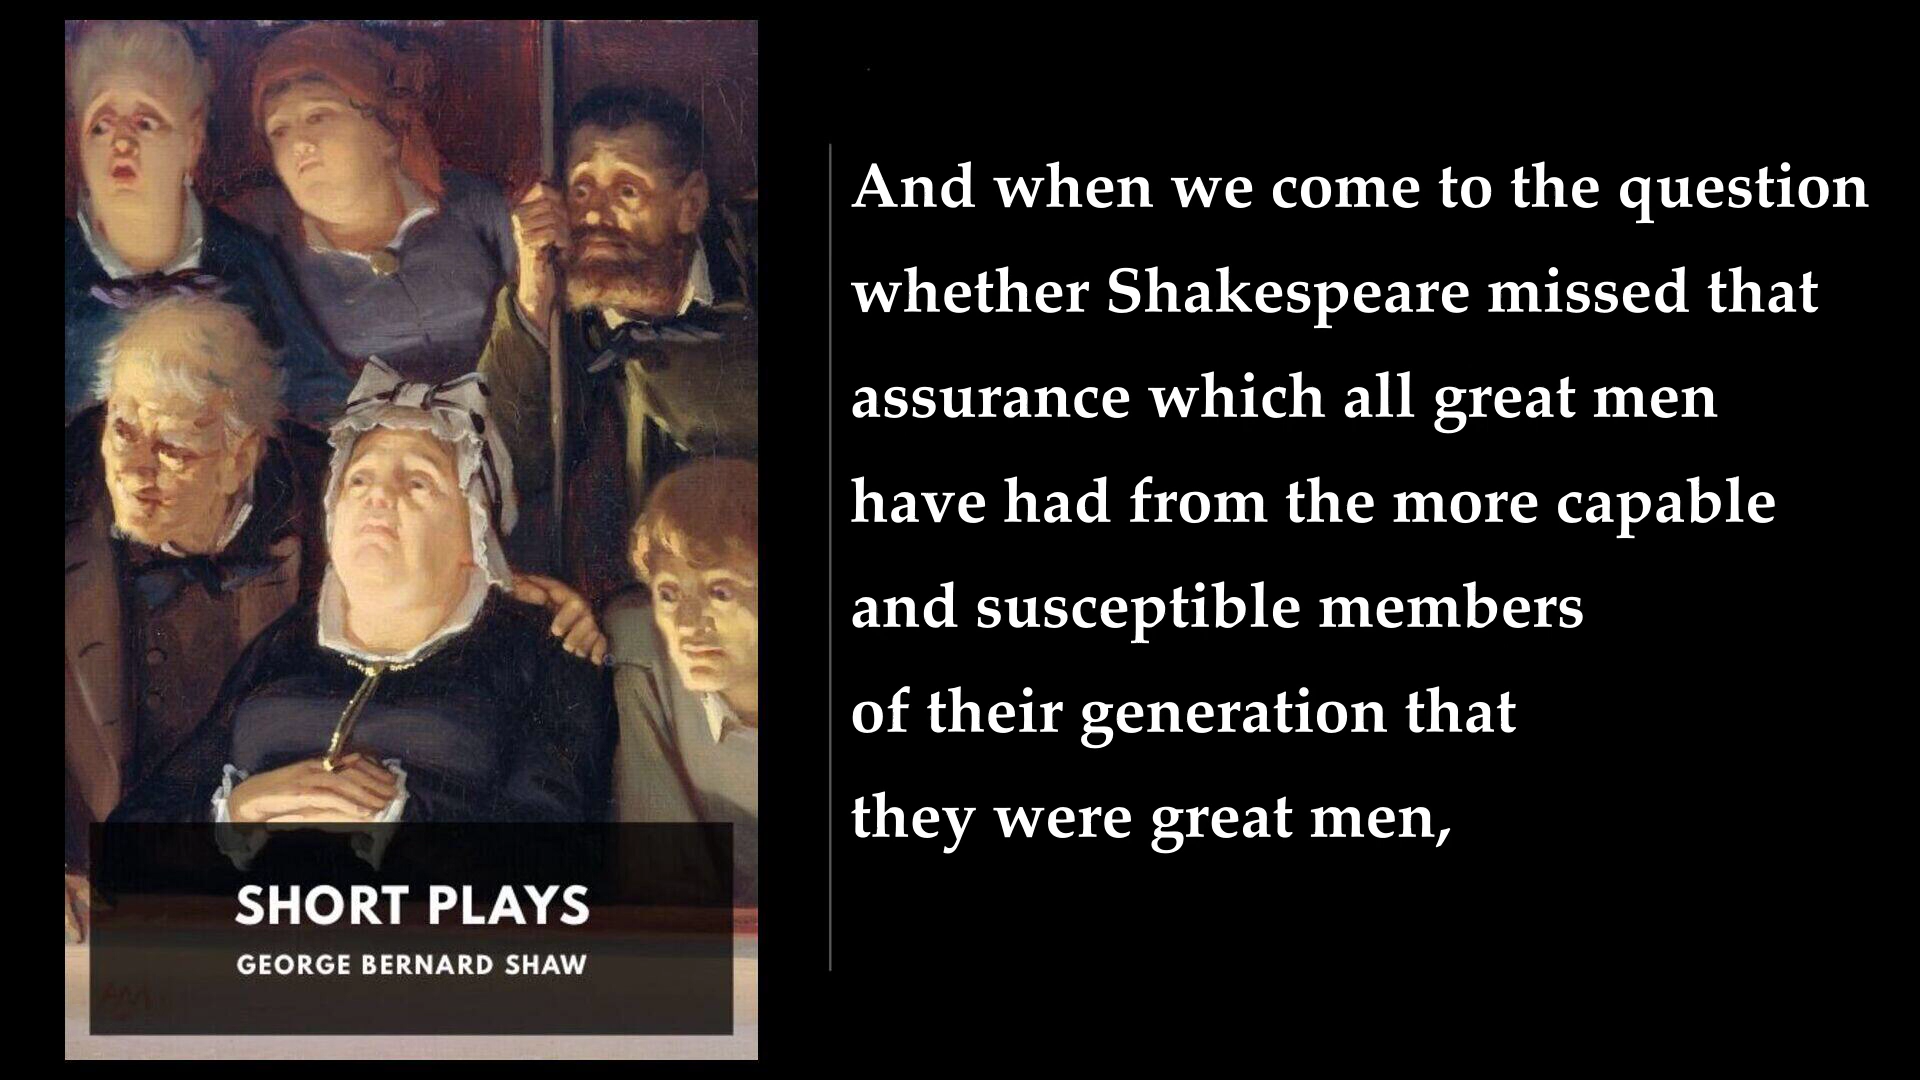 And when we come to the question
whether Shakespeare missed that
assurance which all great men
have had from the more capable
and susceptible members
of their generation that
they were great men,
SHORT PLAYS
GEORGE BERNARD SHAW